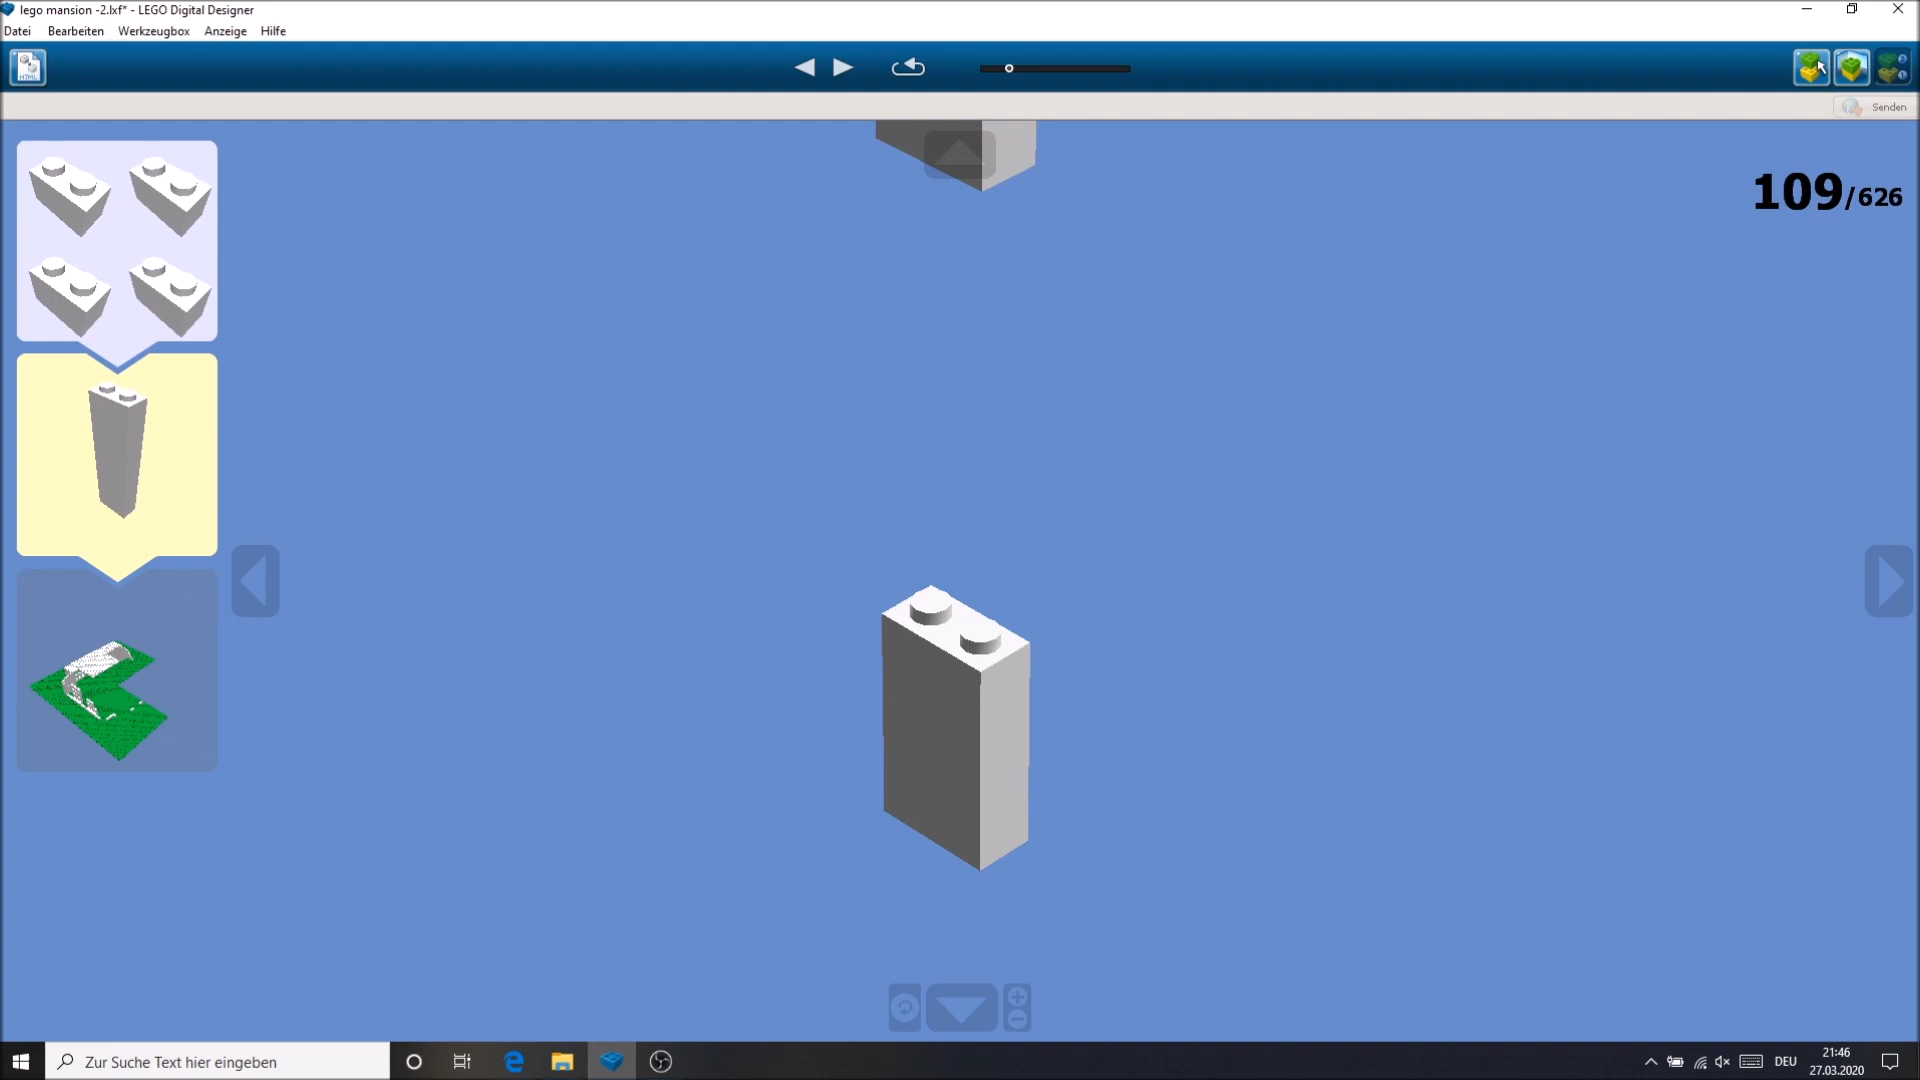 lego mansion -2.lxf* - LEGO Digital Designer
Datei Bearbeiten Werkzeugbox Anzeige Hilfe
HTML
Senden
109/626
Zur Suche Text hier eingeben
DEU
21:46
27.03.2020